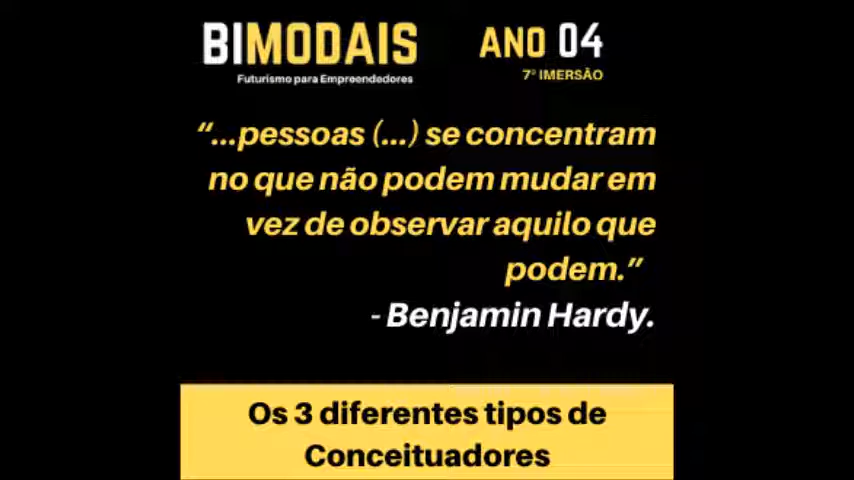 BIMODAIS
Futurismo para Empreendedores
ANO 04
7ª IMERSÃO
“...pessoas (...) se concentram
no que não podem mudar em
vez de observar aquilo que
podem.”
- Benjamin Hardy.
Os 3 diferentes tipos de
Conceituadores